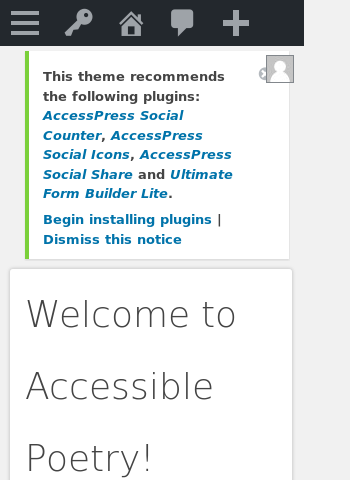 This theme recommends
the following plugins:
AccessPress Social
Counter, AccessPress
Social Icons, AccessPress
Social Share and Ultimate
Form Builder Lite.
Begin installing plugins |
Dismiss this notice
Welcome to
Accessible
Poetry!